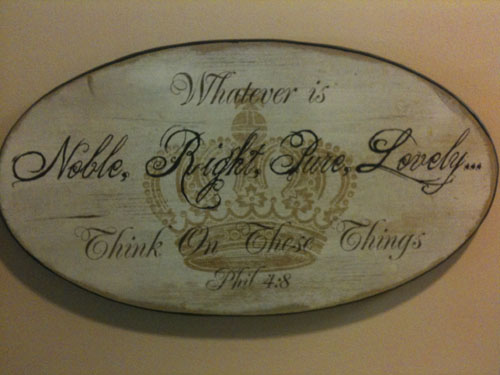 Whatever is
Noble, Right, Pure, Lovely...
Think On These Things
Phil 4:8